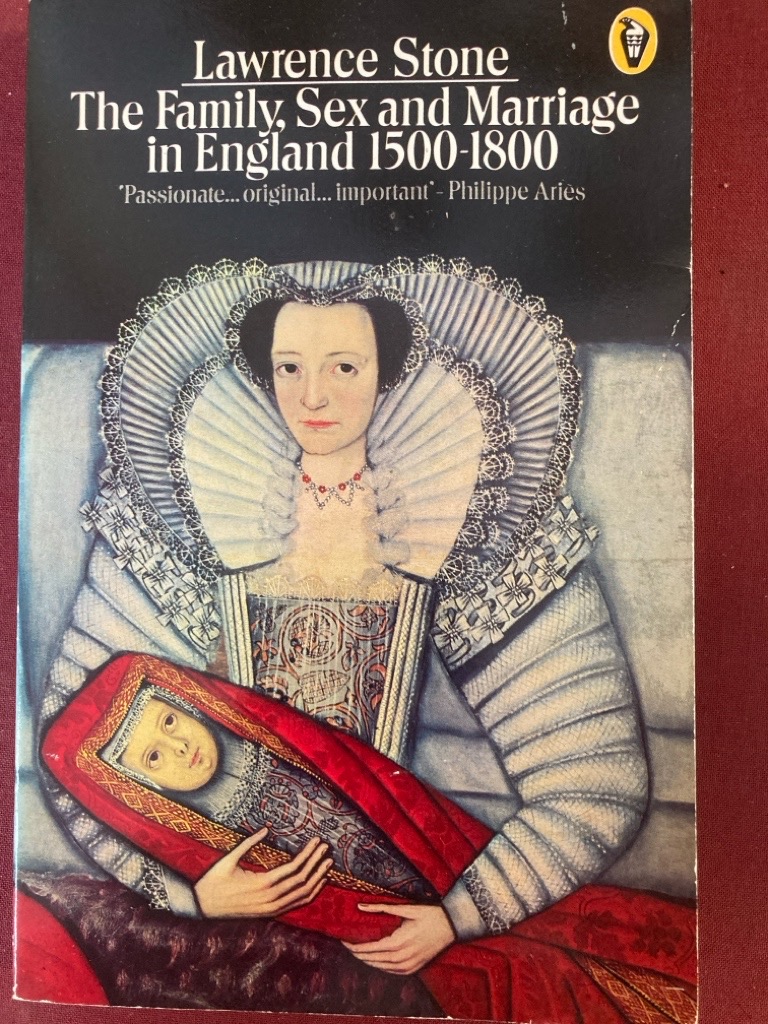 Lawrence Stone
The Family, Sex and Marriage
in England 1500-1800
'Passionate... original... important' - Philippe Ariès